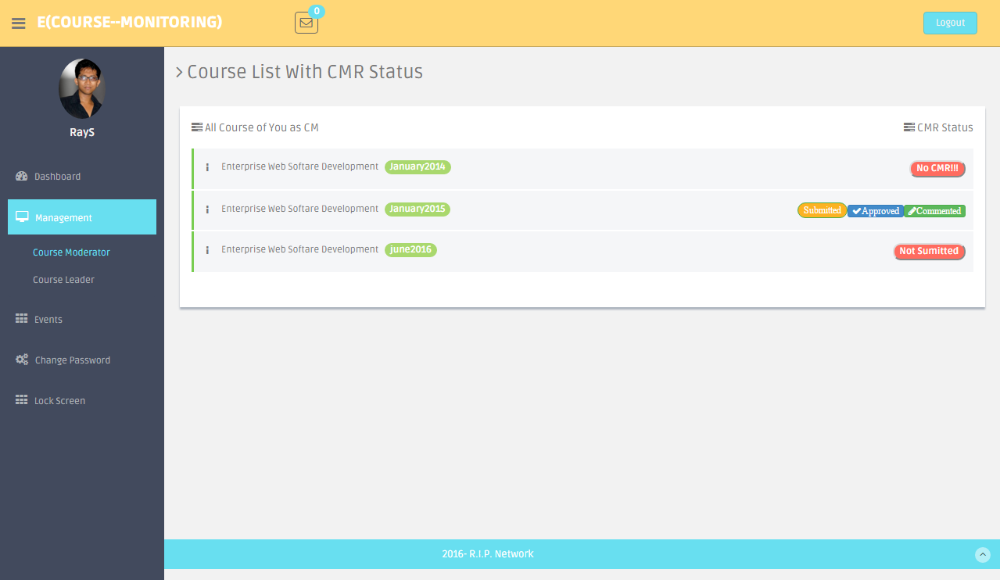 E(COURSE--MONITORING)
0
Logout
RayS
Dashboard
Management
Course Moderator
Course Leader
Events
Change Password
Lock Screen
Course List With CMR Status
All Course of You as CM CMR Status
Enterprise Web Softare Development January2014 No CMR!!!
Enterprise Web Softare Development January2015 Submitted Approved Commented
Enterprise Web Softare Development june2016 Not Sumitted
2016- R.I.P. Network